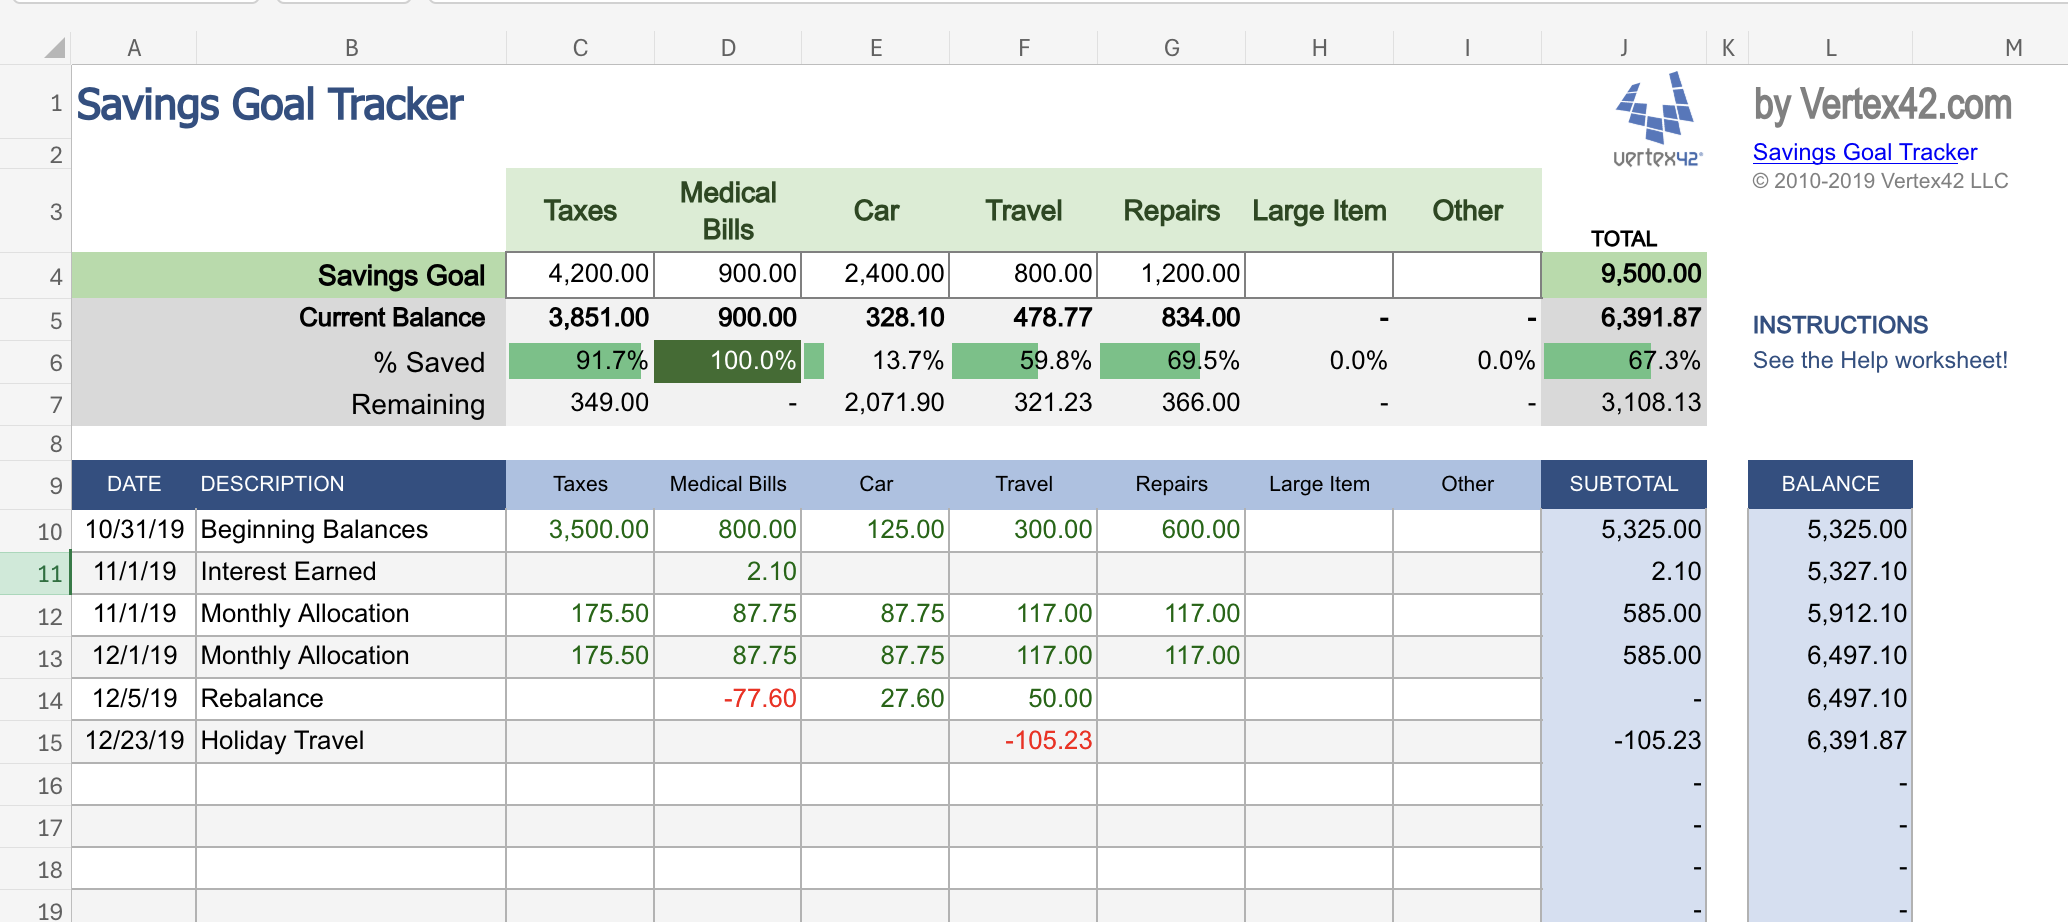 A B C D E F G H I J K L M
1 Savings Goal Tracker vertex42® by Vertex42.com
2 Savings Goal Tracker
© 2010-2019 Vertex42 LLC
3 Taxes Medical Bills Car Travel Repairs Large Item Other TOTAL
4 Savings Goal 4,200.00 900.00 2,400.00 800.00 1,200.00 9,500.00
5 Current Balance 3,851.00 900.00 328.10 478.77 834.00 - - 6,391.87 INSTRUCTIONS
6 % Saved 91.7% 100.0% 13.7% 59.8% 69.5% 0.0% 0.0% 67.3% See the Help worksheet!
7 Remaining 349.00 - 2,071.90 321.23 366.00 - - 3,108.13
8
9 DATE DESCRIPTION Taxes Medical Bills Car Travel Repairs Large Item Other SUBTOTAL BALANCE
10 10/31/19 Beginning Balances 3,500.00 800.00 125.00 300.00 600.00 5,325.00 5,325.00
11 11/1/19 Interest Earned 2.10 2.10 5,327.10
12 11/1/19 Monthly Allocation 175.50 87.75 87.75 117.00 117.00 585.00 5,912.10
13 12/1/19 Monthly Allocation 175.50 87.75 87.75 117.00 117.00 585.00 6,497.10
14 12/5/19 Rebalance -77.60 27.60 50.00 - 6,497.10
15 12/23/19 Holiday Travel -105.23 -105.23 6,391.87
16 - -
17 - -
18 - -
19 - -